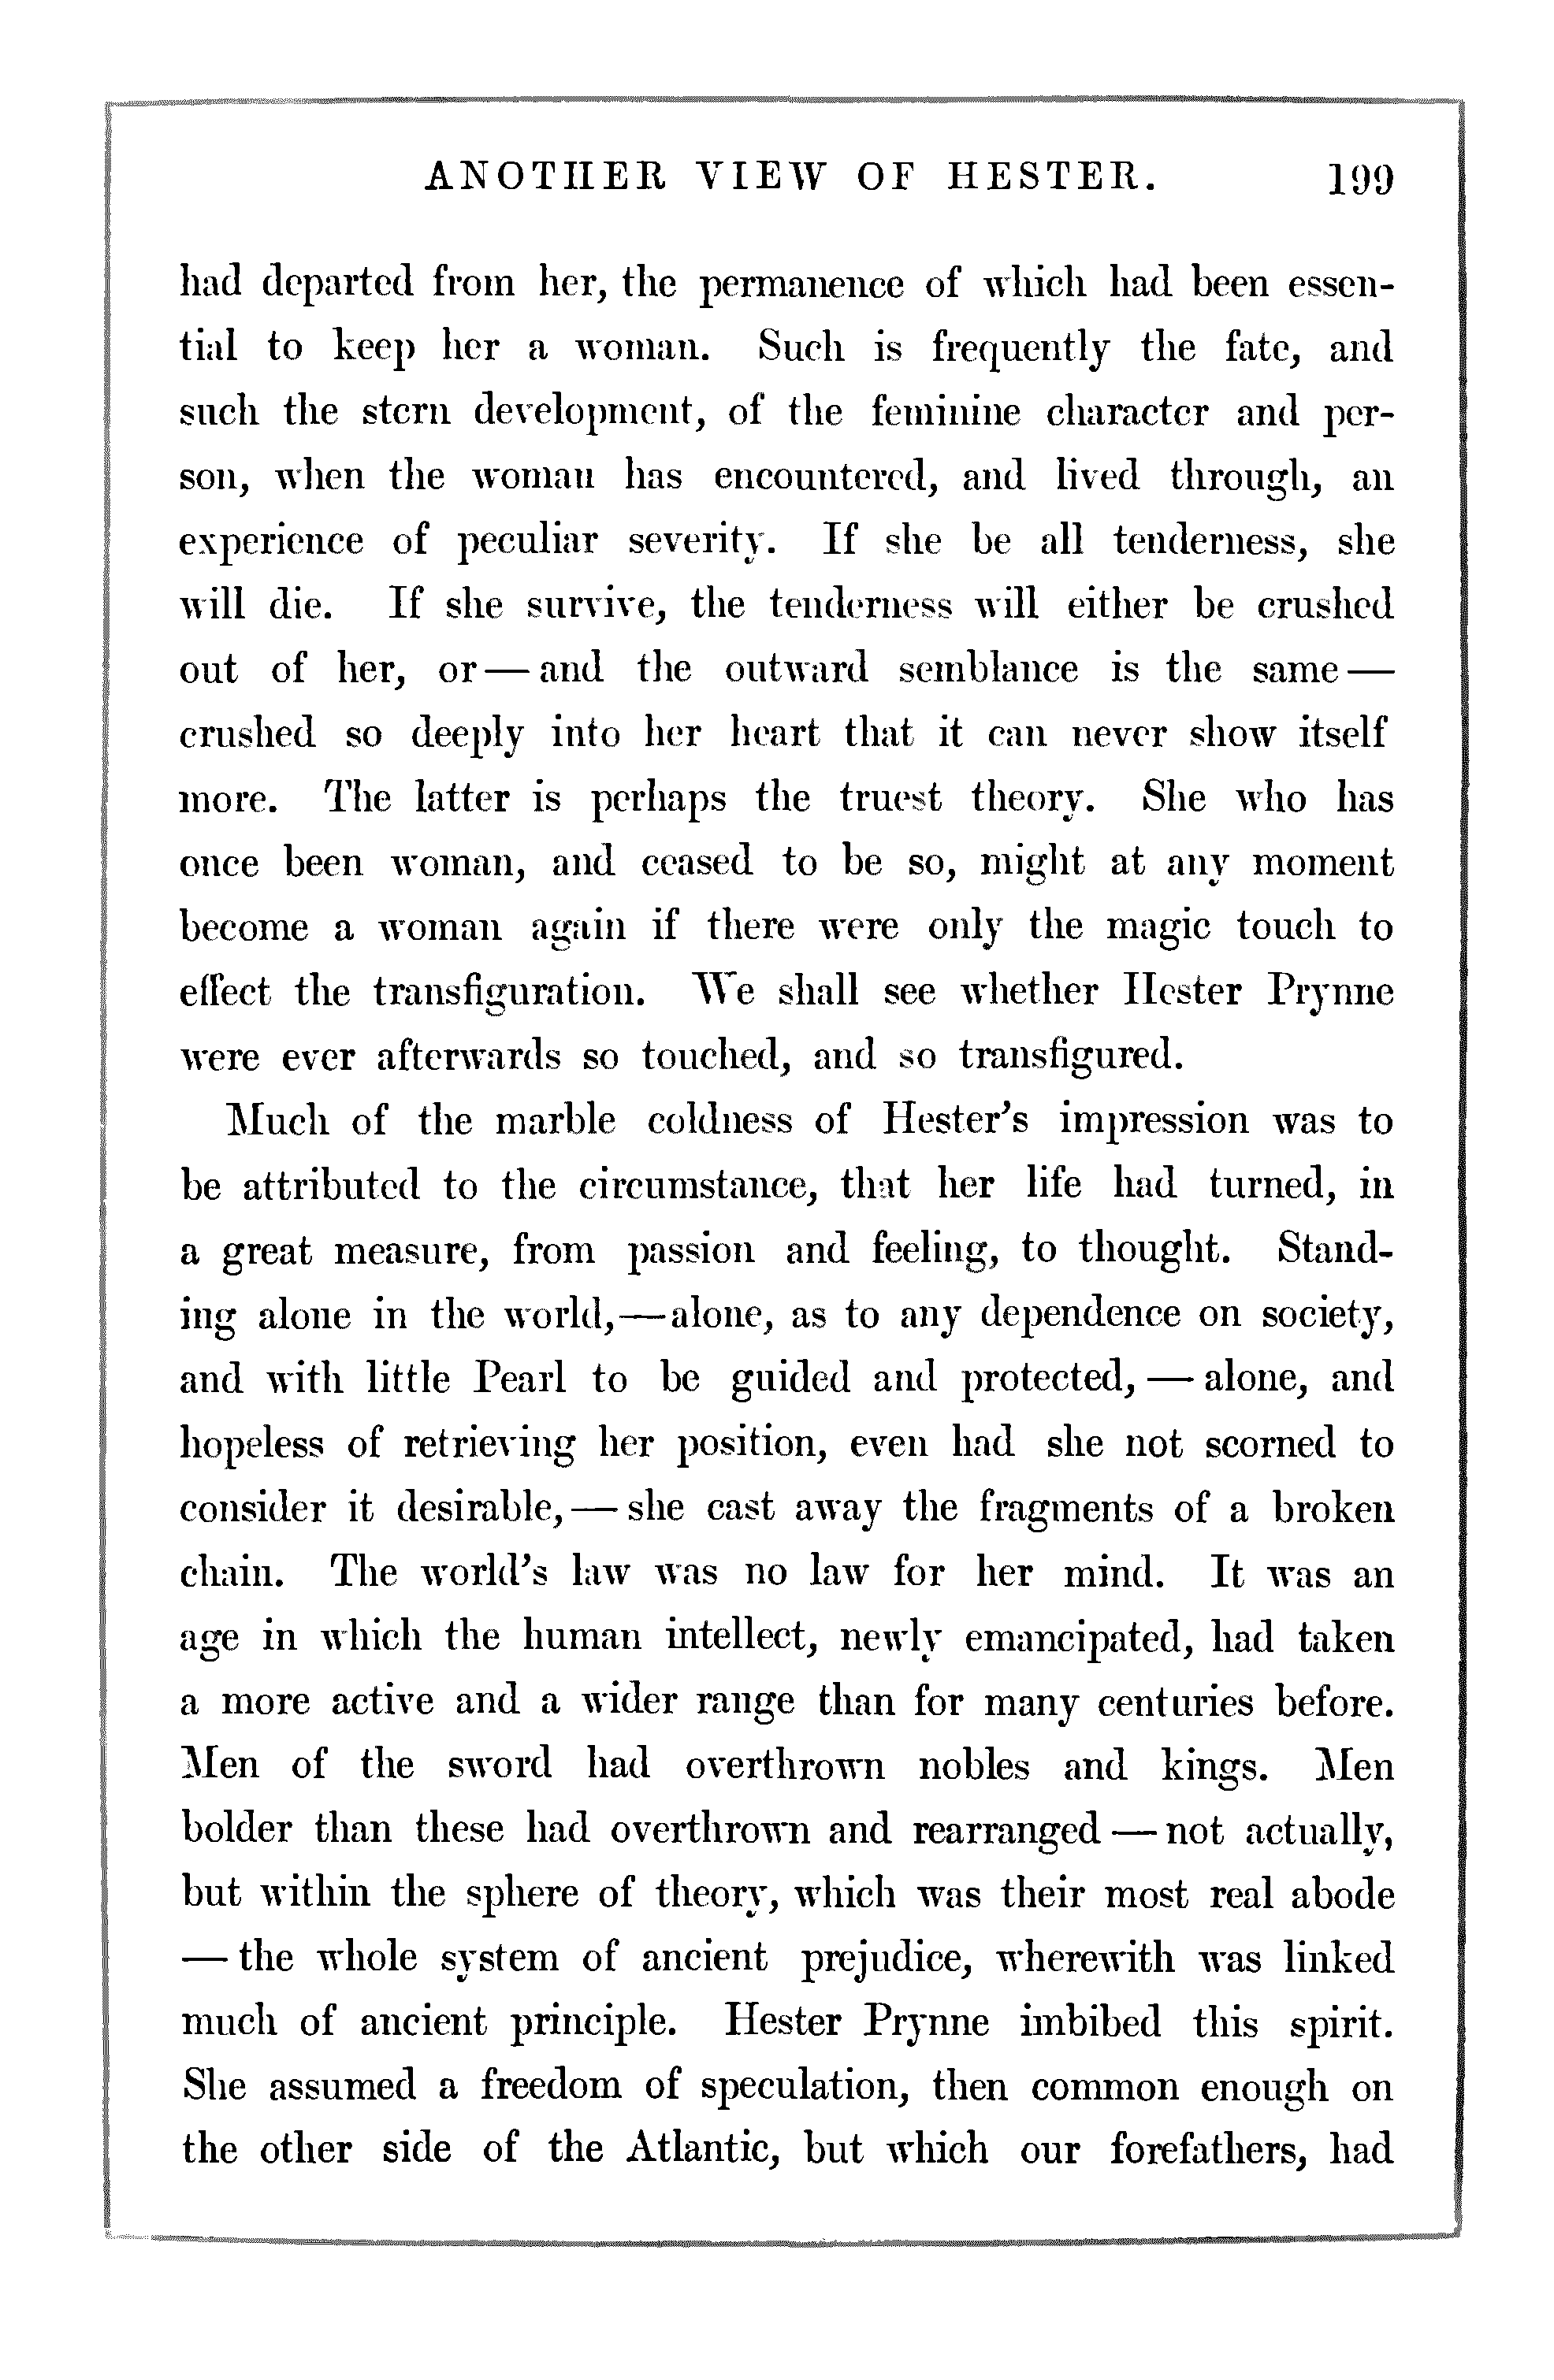 ANOTHER VIEW OF HESTER. 199
had departed from her, the permanence of which had been essen-
tial to keep her a woman. Such is frequently the fate, and
such the stern development, of the feminine character and per-
son, when the woman has encountered, and lived through, an
experience of peculiar severity. If she be all tenderness, she
will die. If she survive, the tenderness will either be crushed
out of her, or — and the outward semblance is the same —
crushed so deeply into her heart that it can never show itself
more. The latter is perhaps the truest theory. She who has
once been woman, and ceased to be so, might at any moment
become a woman again if there were only the magic touch to
effect the transfiguration. We shall see whether Hester Prynne
were ever afterwards so touched, and so transfigured.
Much of the marble coldness of Hester's impression was to
be attributed to the circumstance, that her life had turned, in
a great measure, from passion and feeling, to thought. Stand-
ing alone in the world, — alone, as to any dependence on society,
and with little Pearl to be guided and protected, — alone, and
hopeless of retrieving her position, even had she not scorned to
consider it desirable, — she cast away the fragments of a broken
chain. The world's law was no law for her mind. It was an
age in which the human intellect, newly emancipated, had taken
a more active and a wider range than for many centuries before.
Men of the sword had overthrown nobles and kings. Men
bolder than these had overthrown and rearranged — not actually,
but within the sphere of theory, which was their most real abode
— the whole system of ancient prejudice, wherewith was linked
much of ancient principle. Hester Prynne imbibed this spirit.
She assumed a freedom of speculation, then common enough on
the other side of the Atlantic, but which our forefathers, had